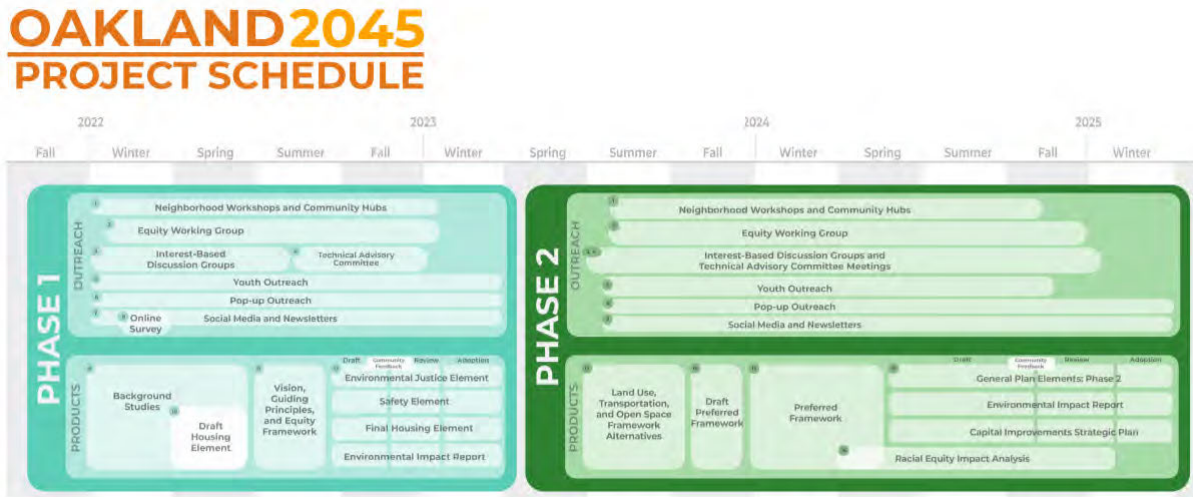 OAKLAND 2045
PROJECT SCHEDULE
2022 2023 2024 2025
Fall Winter Spring Summer Fall Winter Spring Summer Fall Winter Spring Summer Fall Winter
PHASE 1
OUTREACH
Neighborhood Workshops and Community Hubs
Equity Working Group
Interest-Based
Discussion Groups
Technical Advisory
Committee
Youth Outreach
Pop-up Outreach
Online
Survey
Social Media and Newsletters
PRODUCTS
Background
Studies
Draft
Housing
Element
Vision,
Guiding
Principles,
and Equity
Framework
Draft
Community
Feedback
Review
Adoption
Environmental Justice Element
Safety Element
Final Housing Element
Environmental Impact Report
PHASE 2
OUTREACH
Neighborhood Workshops and Community Hubs
Equity Working Group
Interest-Based Discussion Groups and
Technical Advisory Committee Meetings
Youth Outreach
Pop-up Outreach
Social Media and Newsletters
PRODUCTS
Land Use,
Transportation,
and Open Space
Framework
Alternatives
Draft
Preferred
Framework
Preferred
Framework
Draft
Community
Feedback
Review
Adoption
General Plan Elements: Phase 2
Environmental Impact Report
Capital Improvements Strategic Plan
Racial Equity Impact Analysis